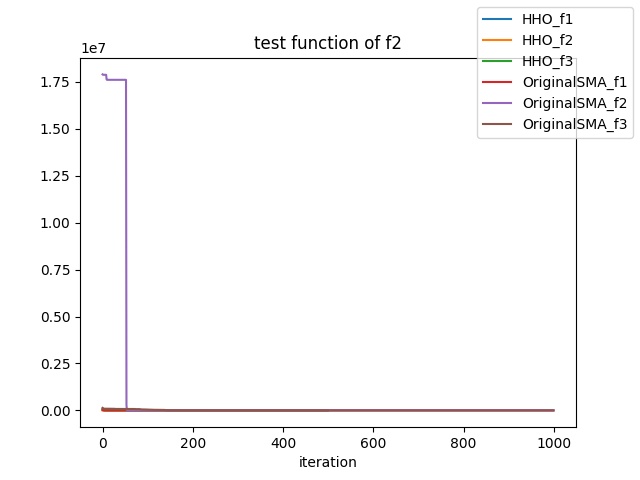 test function of f2
1e7
HHO_f1
HHO_f2
HHO_f3
OriginalSMA_f1
OriginalSMA_f2
OriginalSMA_f3
1.75
1.50
1.25
1.00
0.75
0.50
0.25
0.00
0 200 400 600 800 1000
iteration